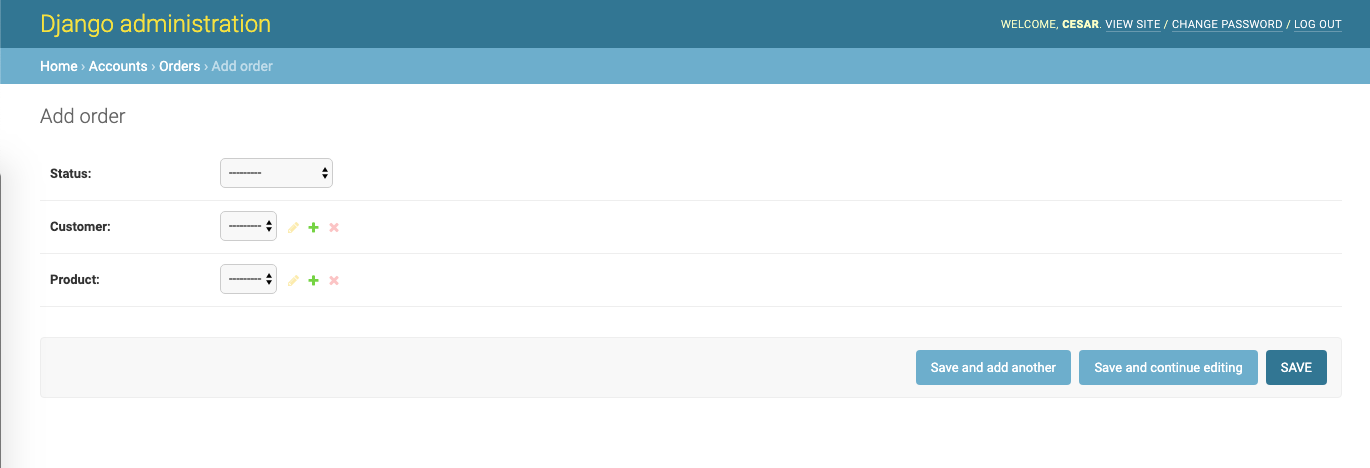 Django administration
WELCOME, CESAR. VIEW SITE / CHANGE PASSWORD / LOG OUT
Home › Accounts › Orders › Add order
Add order
Status: ---------
Customer: ---------
Product: ---------
Save and add another Save and continue editing SAVE